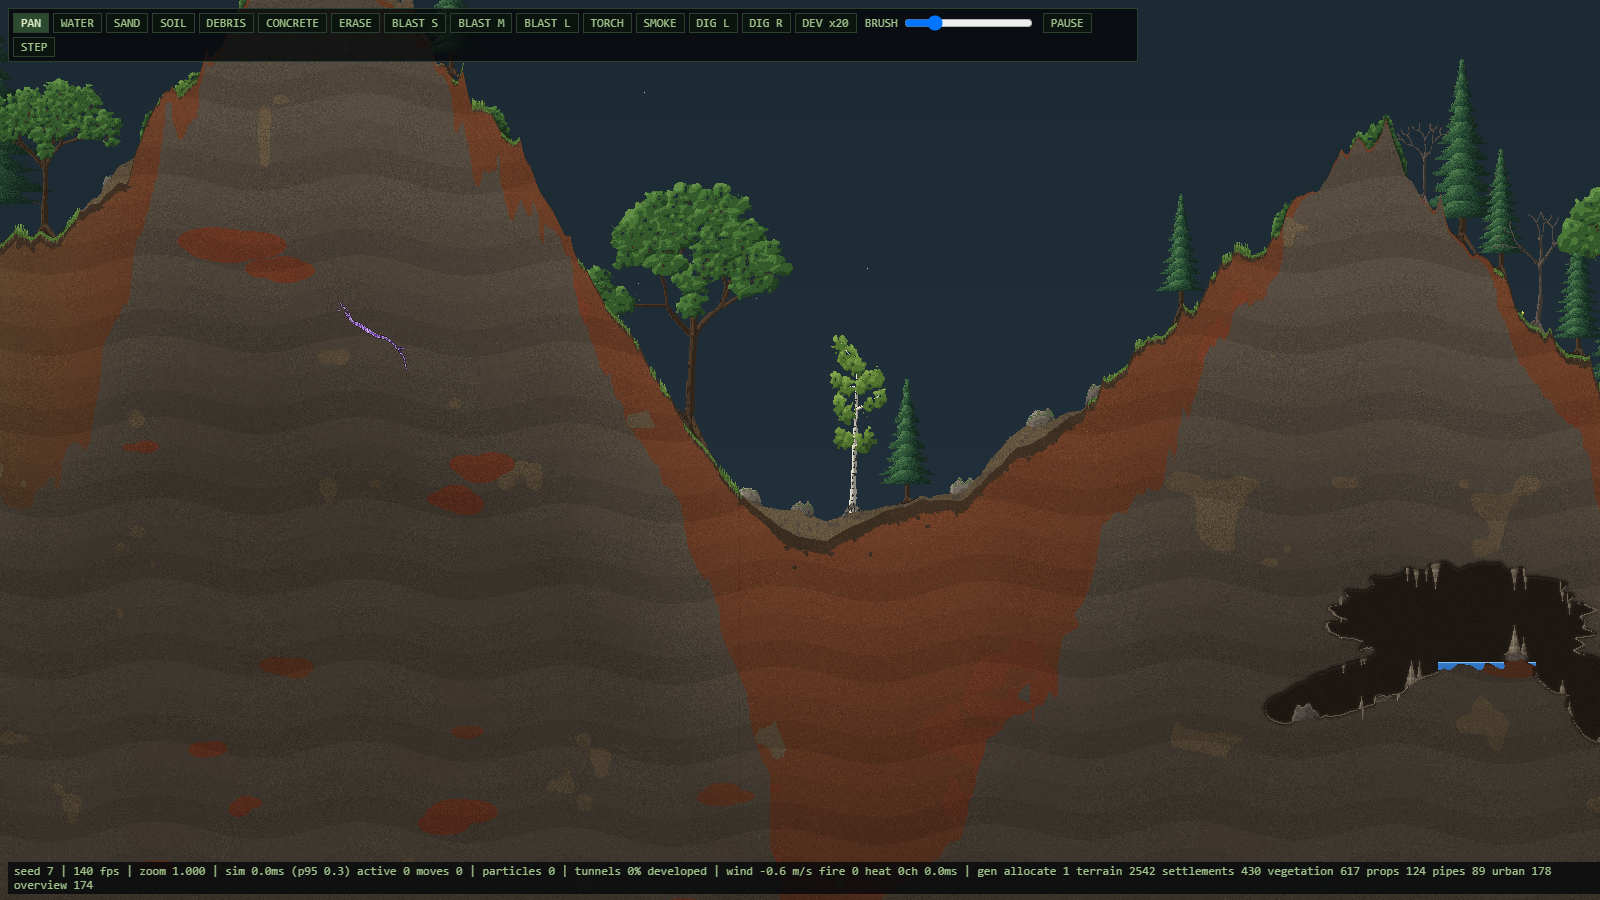 PAN WATER SAND SOIL DEBRIS CONCRETE ERASE BLAST S BLAST M BLAST L TORCH SMOKE DIG L DIG R DEV x20 BRUSH PAUSE
STEP
seed 7 | 140 fps | zoom 1.000 | sim 0.0ms (p95 0.3) active 0 moves 0 | particles 0 | tunnels 0% developed | wind -0.6 m/s fire 0 heat 0ch 0.0ms | gen allocate 1 terrain 2542 settlements 430 vegetation 617 props 124 pipes 89 urban 178
overview 174